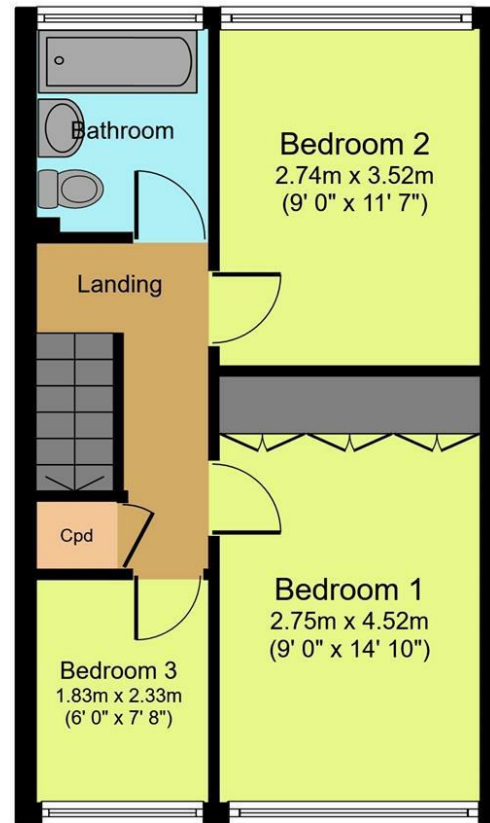 Bathroom
Bedroom 2
2.74m x 3.52m
(9' 0" x 11' 7")
Landing
Cpd
Bedroom 1
2.75m x 4.52m
(9' 0" x 14' 10")
Bedroom 3
1.83m x 2.33m
(6' 0" x 7' 8")